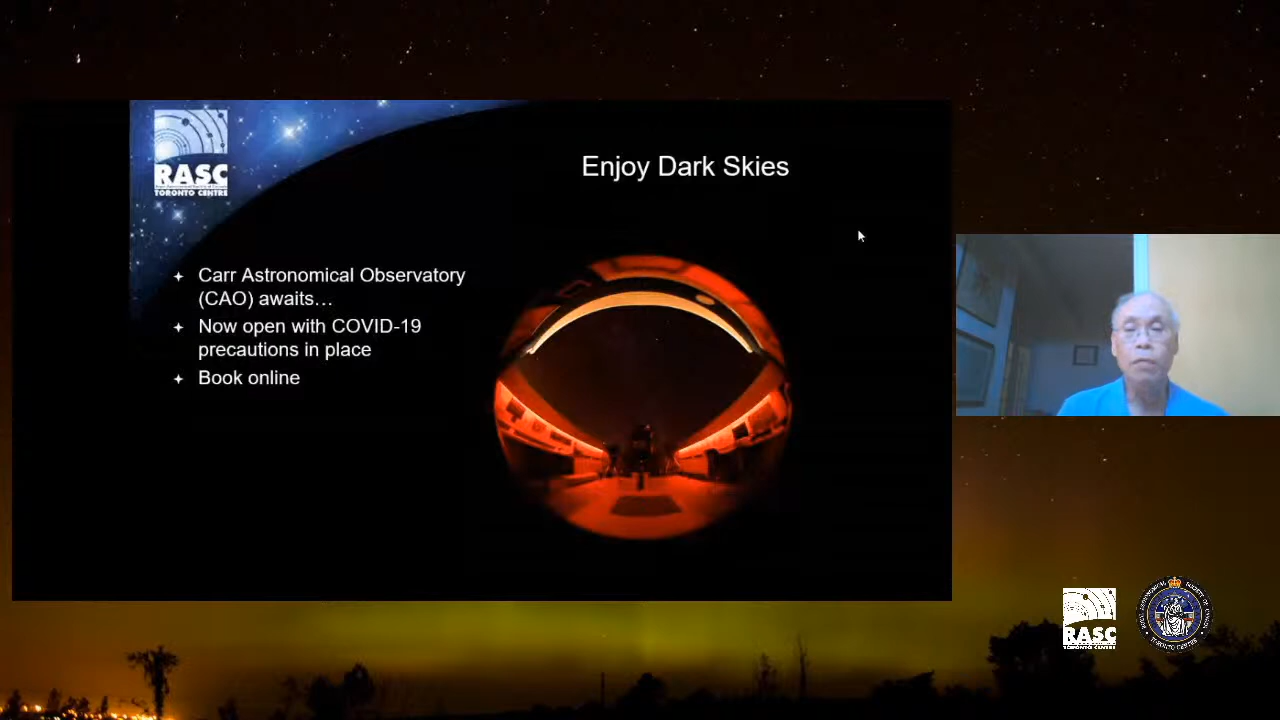 RASC
TORONTO CENTRE
Enjoy Dark Skies
Carr Astronomical Observatory
(CAO) awaits…
Now open with COVID-19
precautions in place
Book online
RASC
TORONTO CENTRE